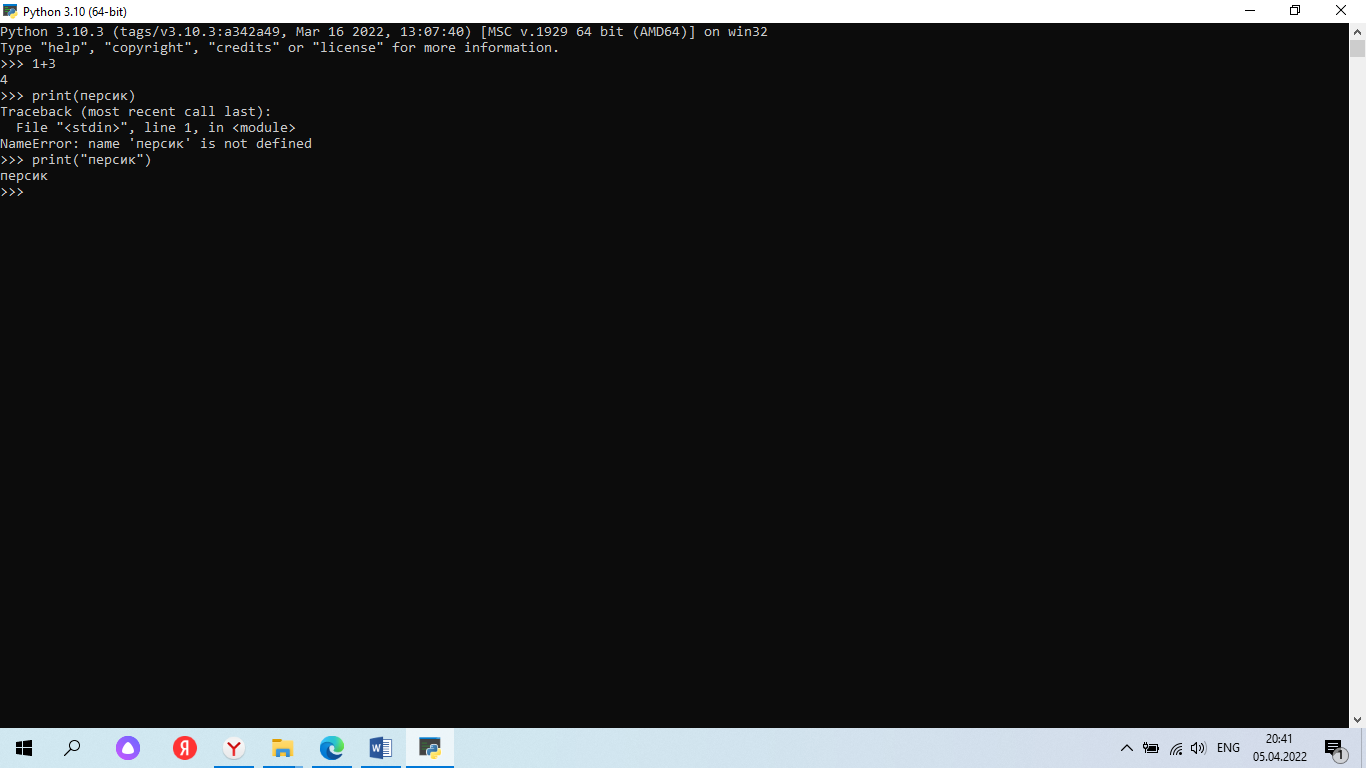 Python 3.10 (64-bit)
Python 3.10.3 (tags/v3.10.3:a342a49, Mar 16 2022, 13:07:40) [MSC v.1929 64 bit (AMD64)] on win32
Type "help", "copyright", "credits" or "license" for more information.
>>> 1+3
4
>>> print(персик)
Traceback (most recent call last):
  File "<stdin>", line 1, in <module>
NameError: name 'персик' is not defined
>>> print("персик")
персик
>>>
Я
Y
W
ENG
20:41
05.04.2022
1